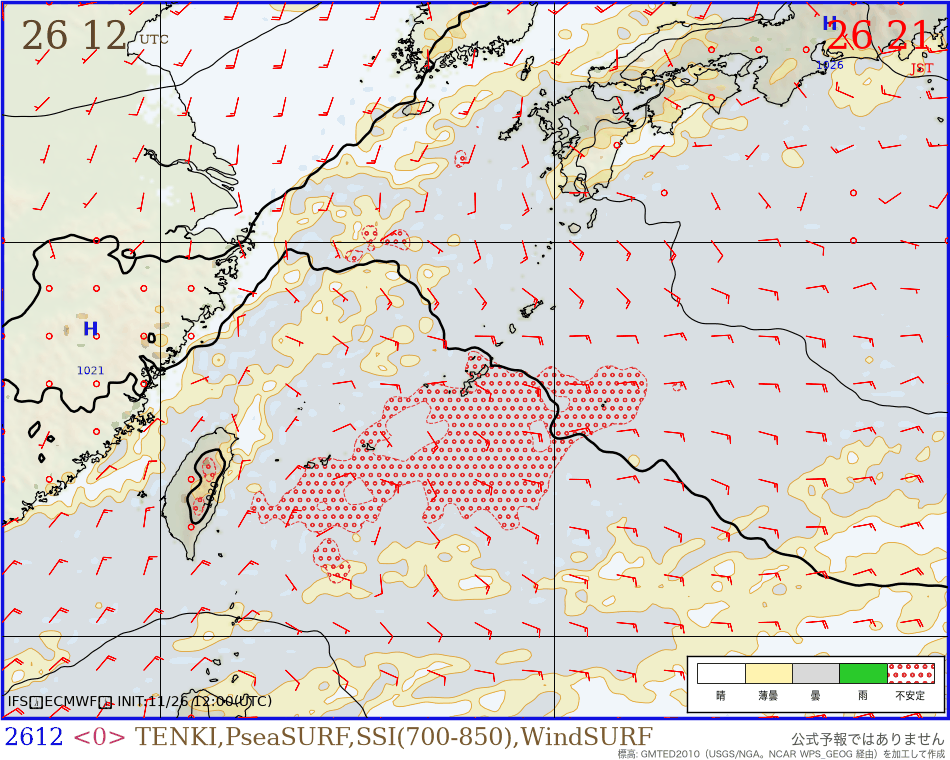 26 12 UTC
H 26 21
1026
JST
H
1021
IFS ECMWF INIT:11/26 12:00(UTC)
晴 薄曇 曇 雨 不安定
2612 <0> TENKI,PseaSURF,SSI(700-850),WindSURF
公式予報ではありません
標高: GMTED2010（USGS/NGA。NCAR WPS_GEOG 経由）を加工して作成